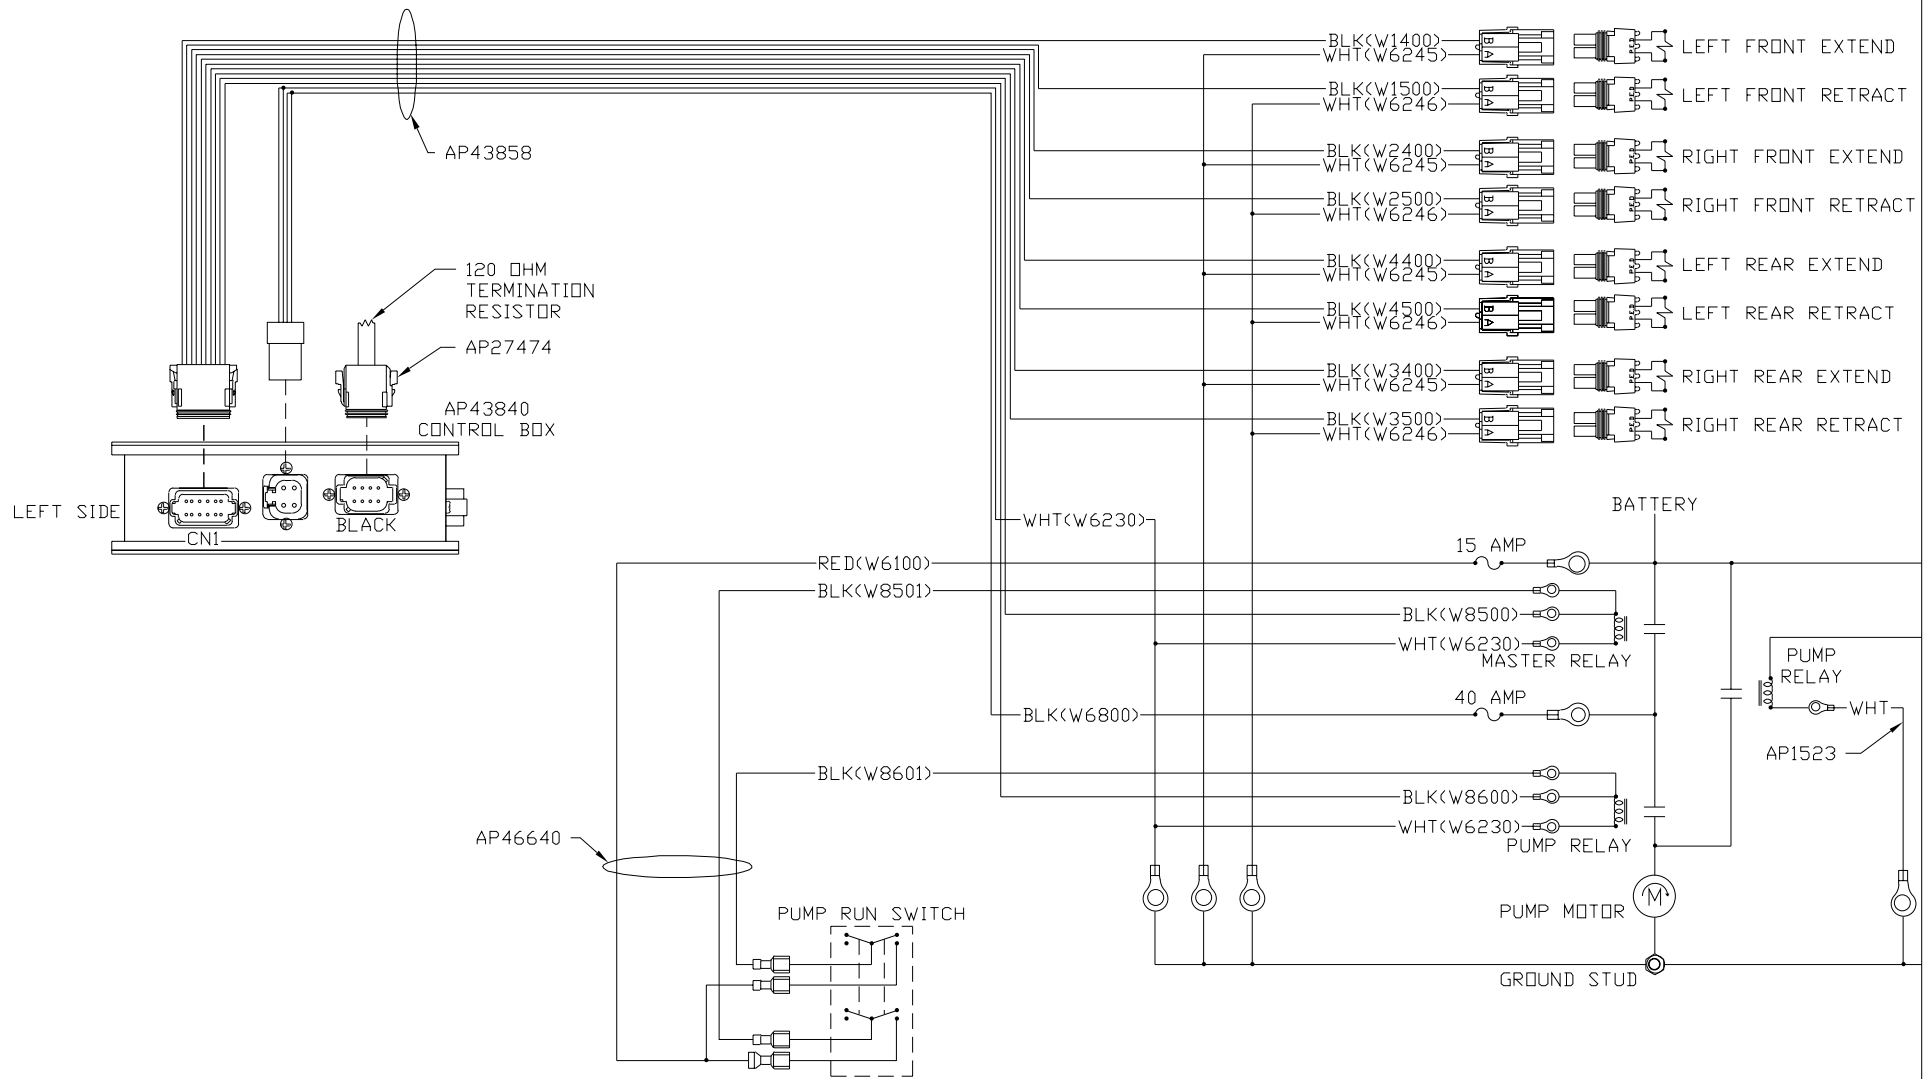 BLK(W1400)
WHT(W6245)
B
A
LEFT FRONT EXTEND
BLK(W1500)
WHT(W6246)
B
A
LEFT FRONT RETRACT
AP43858
BLK(W2400)
WHT(W6245)
B
A
RIGHT FRONT EXTEND
BLK(W2500)
WHT(W6246)
B
A
RIGHT FRONT RETRACT
BLK(W4400)
WHT(W6245)
B
A
LEFT REAR EXTEND
BLK(W4500)
WHT(W6246)
B
A
LEFT REAR RETRACT
BLK(W3400)
WHT(W6245)
B
A
RIGHT REAR EXTEND
BLK(W3500)
WHT(W6246)
B
A
RIGHT REAR RETRACT
120 OHM
TERMINATION
RESISTOR
AP27474
AP43840
CONTROL BOX
LEFT SIDE
CN1
BLACK
BATTERY
WHT(W6230)
RED(W6100)
15 AMP
BLK(W8501)
BLK(W8500)
WHT(W6230)
MASTER RELAY
PUMP
RELAY
WHT
AP1523
40 AMP
BLK(W6800)
BLK(W8601)
BLK(W8600)
WHT(W6230)
PUMP RELAY
AP46640
M
PUMP MOTOR
PUMP RUN SWITCH
GROUND STUD